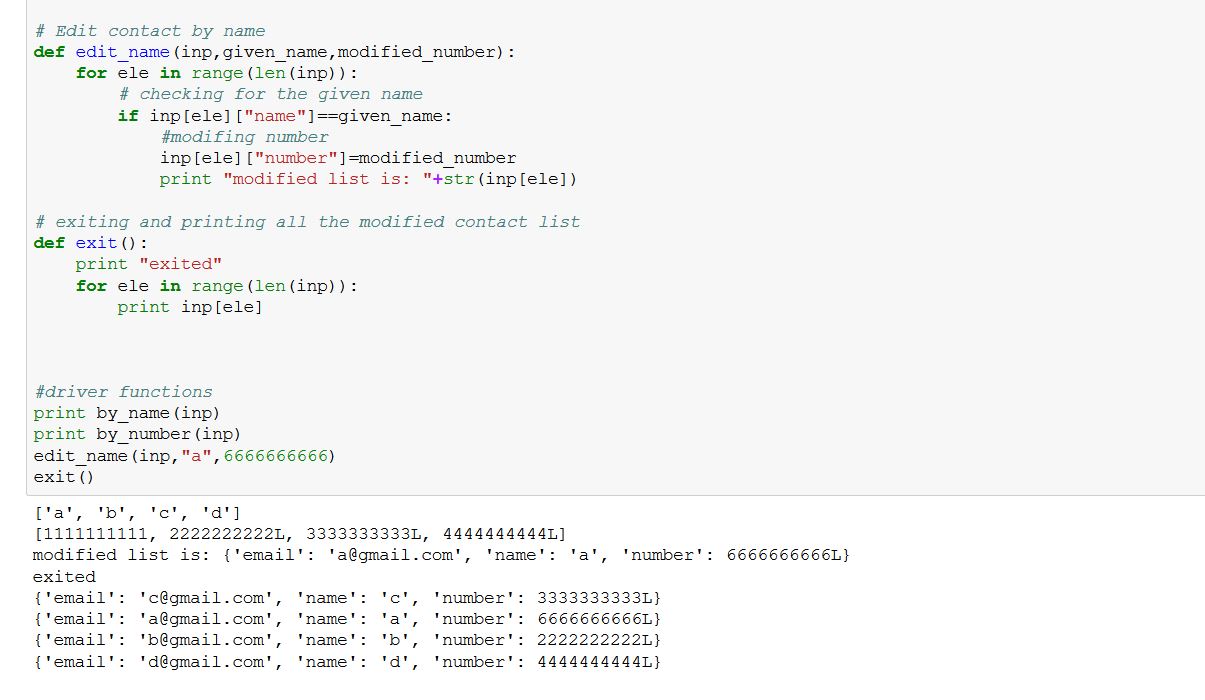 # Edit contact by name
def edit_name(inp,given_name,modified_number):
    for ele in range(len(inp)):
        # checking for the given name
        if inp[ele]["name"]==given_name:
            #modifing number
            inp[ele]["number"]=modified_number
            print "modified list is: "+str(inp[ele])
# exiting and printing all the modified contact list
def exit():
    print "exited"
    for ele in range(len(inp)):
        print inp[ele]
#driver functions
print by_name(inp)
print by_number(inp)
edit_name(inp,"a",6666666666)
exit()
['a', 'b', 'c', 'd']
[1111111111, 2222222222L, 3333333333L, 4444444444L]
modified list is: {'email': 'a@gmail.com', 'name': 'a', 'number': 6666666666L}
exited
{'email': 'c@gmail.com', 'name': 'c', 'number': 3333333333L}
{'email': 'a@gmail.com', 'name': 'a', 'number': 6666666666L}
{'email': 'b@gmail.com', 'name': 'b', 'number': 2222222222L}
{'email': 'd@gmail.com', 'name': 'd', 'number': 4444444444L}